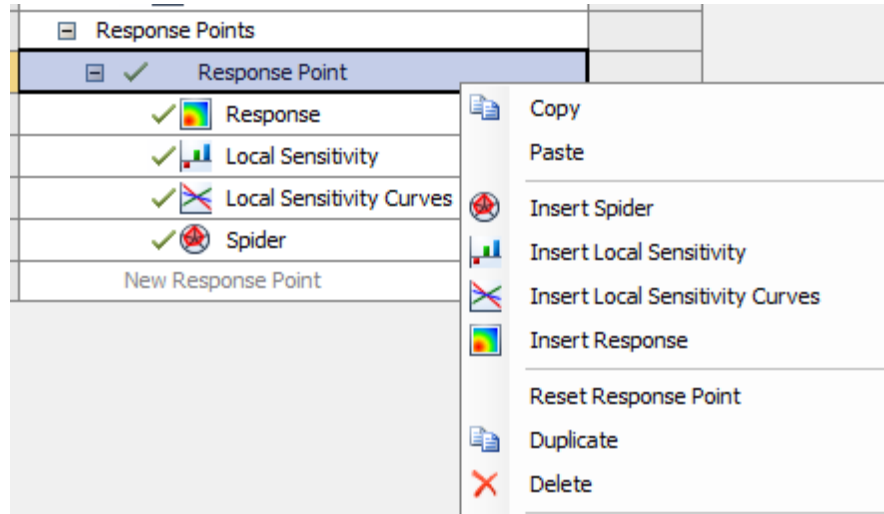 Response Points
Response Point
Response
Local Sensitivity
Local Sensitivity Curves
Spider
New Response Point
Copy
Paste
Insert Spider
Insert Local Sensitivity
Insert Local Sensitivity Curves
Insert Response
Reset Response Point
Duplicate
Delete